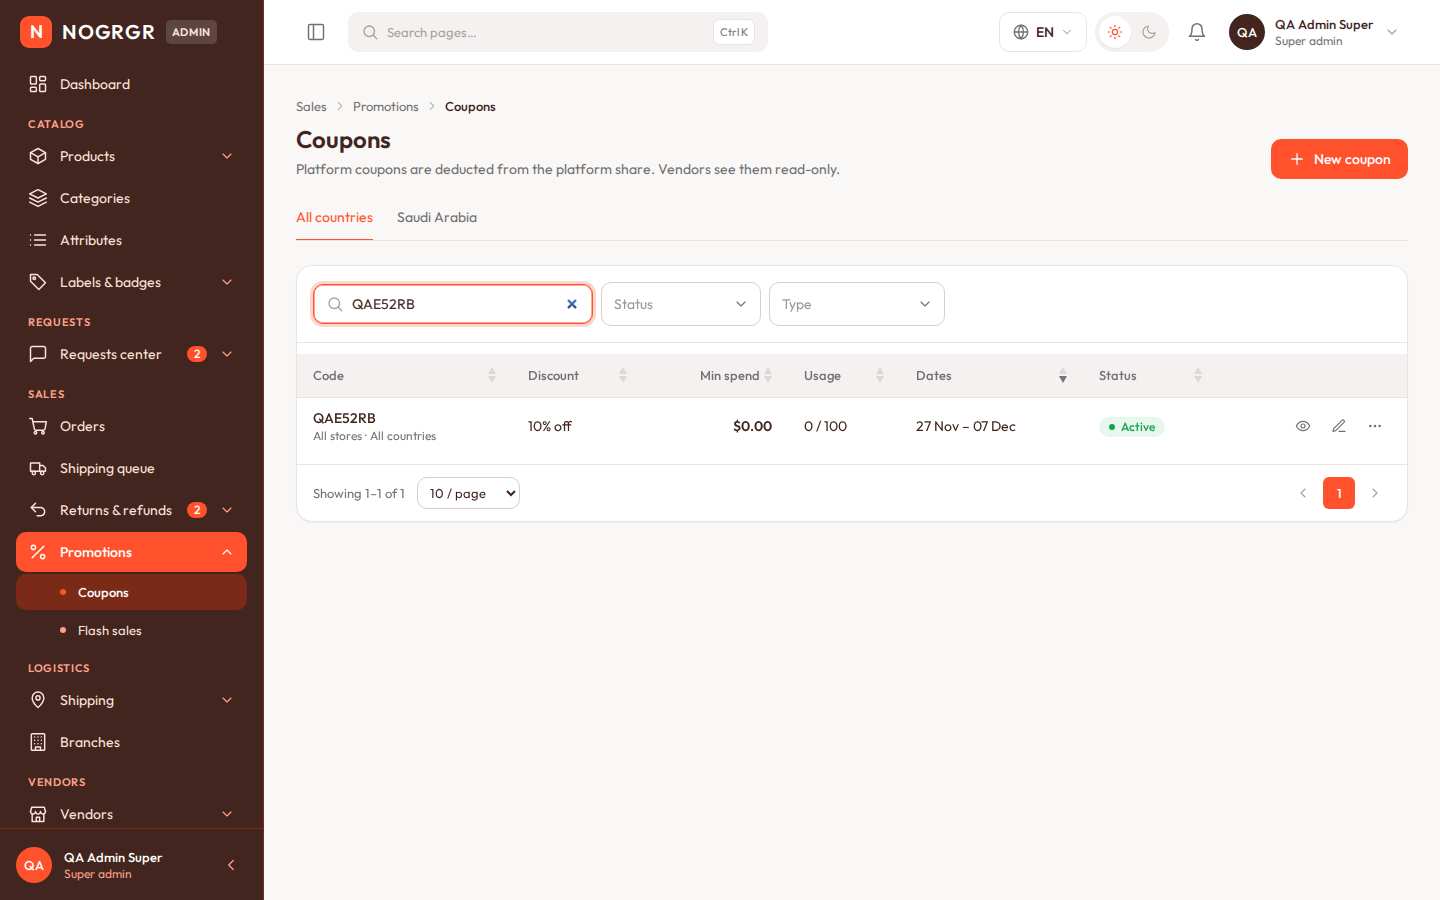 N NOGRGR ADMIN
Search pages...
Ctrl K
EN
QA
QA Admin Super
Super admin
Dashboard
CATALOG
Products
Categories
Attributes
Labels & badges
REQUESTS
Requests center 2
SALES
Orders
Shipping queue
Returns & refunds 2
Promotions
Coupons
Flash sales
LOGISTICS
Shipping
Branches
VENDORS
Vendors
QA
QA Admin Super
Super admin
Sales > Promotions > Coupons
Coupons
Platform coupons are deducted from the platform share. Vendors see them read-only.
New coupon
All countries Saudi Arabia
QAE52RB
Status
Type
Code Discount Min spend Usage Dates Status
QAE52RB
All stores · All countries
10% off $0.00 0 / 100 27 Nov – 07 Dec Active
Showing 1–1 of 1
10 / page
1